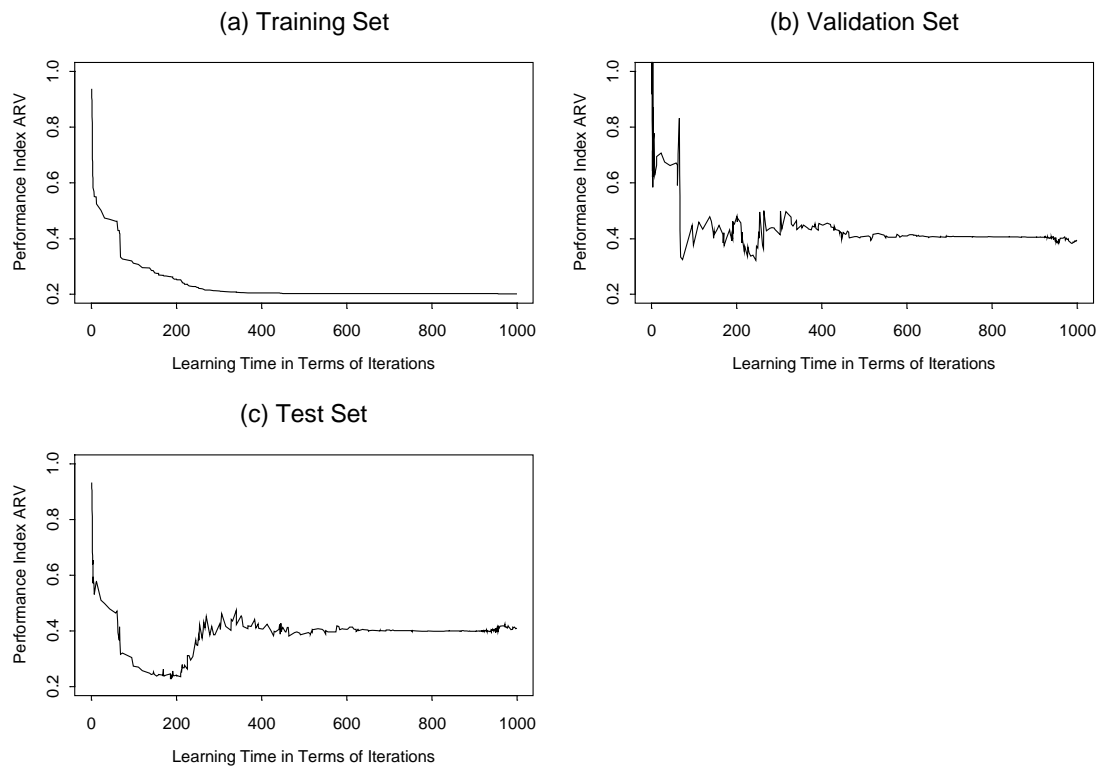 (a) Training Set
Performance Index ARV
0.2 0.4 0.6 0.8 1.0
0 200 400 600 800 1000
Learning Time in Terms of Iterations
(b) Validation Set
Performance Index ARV
0.2 0.4 0.6 0.8 1.0
0 200 400 600 800 1000
Learning Time in Terms of Iterations
(c) Test Set
Performance Index ARV
0.2 0.4 0.6 0.8 1.0
0 200 400 600 800 1000
Learning Time in Terms of Iterations